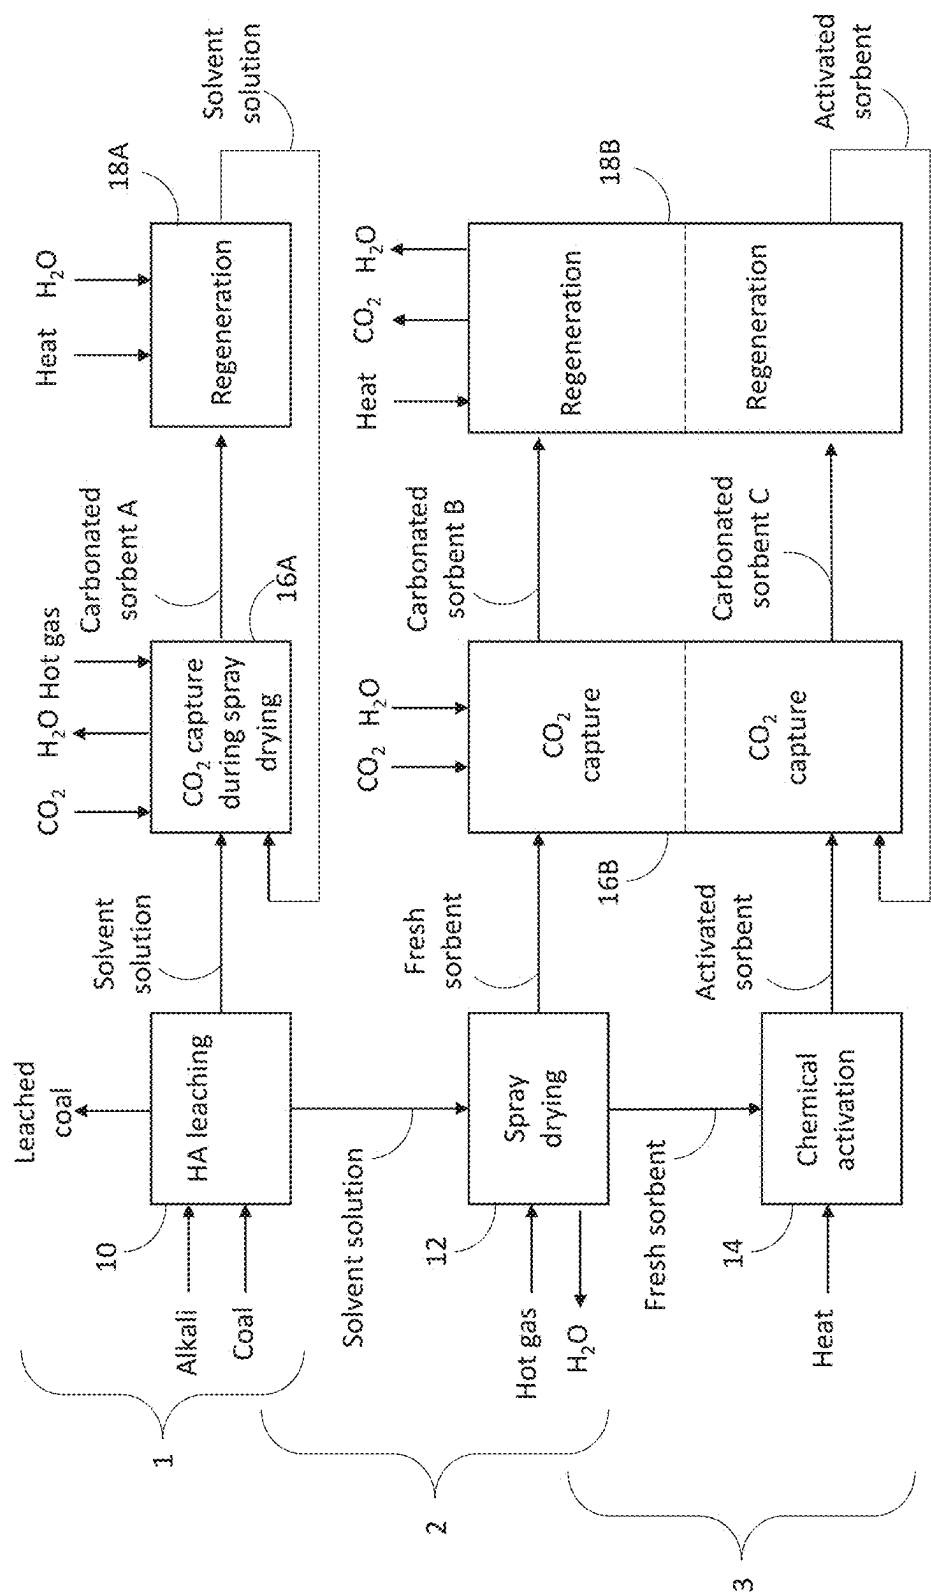 1
Alkali
Coal
10
HA leaching
Leached
coal
Solvent
solution
CO2
H2O
Hot gas
CO2 capture
during spray
drying
16A
Carbonated
sorbent A
Heat
H2O
Regeneration
18A
Solvent
solution
2
Solvent solution
Hot gas
H2O
12
Spray
drying
Fresh
sorbent
CO2
H2O
CO2
capture
16B
Carbonated
sorbent B
Heat
CO2
H2O
Regeneration
18B
3
Fresh sorbent
Heat
14
Chemical
activation
Activated
sorbent
CO2
capture
Carbonated
sorbent C
Regeneration
Activated
sorbent